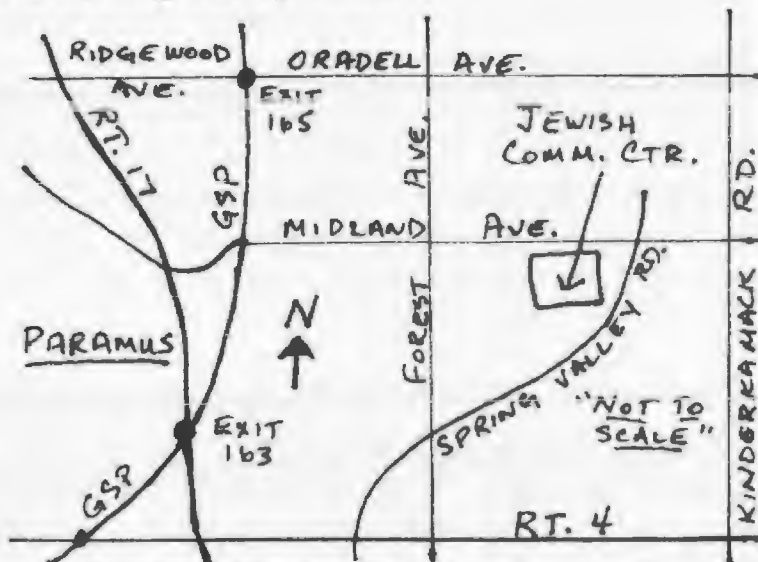 RIDGEWOOD
AVE.
ORADELL AVE.
EXIT
165
RT. 17
GSP
AVE.
JEWISH
COMM. CTR.
RD.
MIDLAND AVE.
N
PARAMUS
FOREST
SPRING VALLEY RD.
"NOT TO
SCALE"
KINDERKAMACK
EXIT
163
GSP
RT. 4